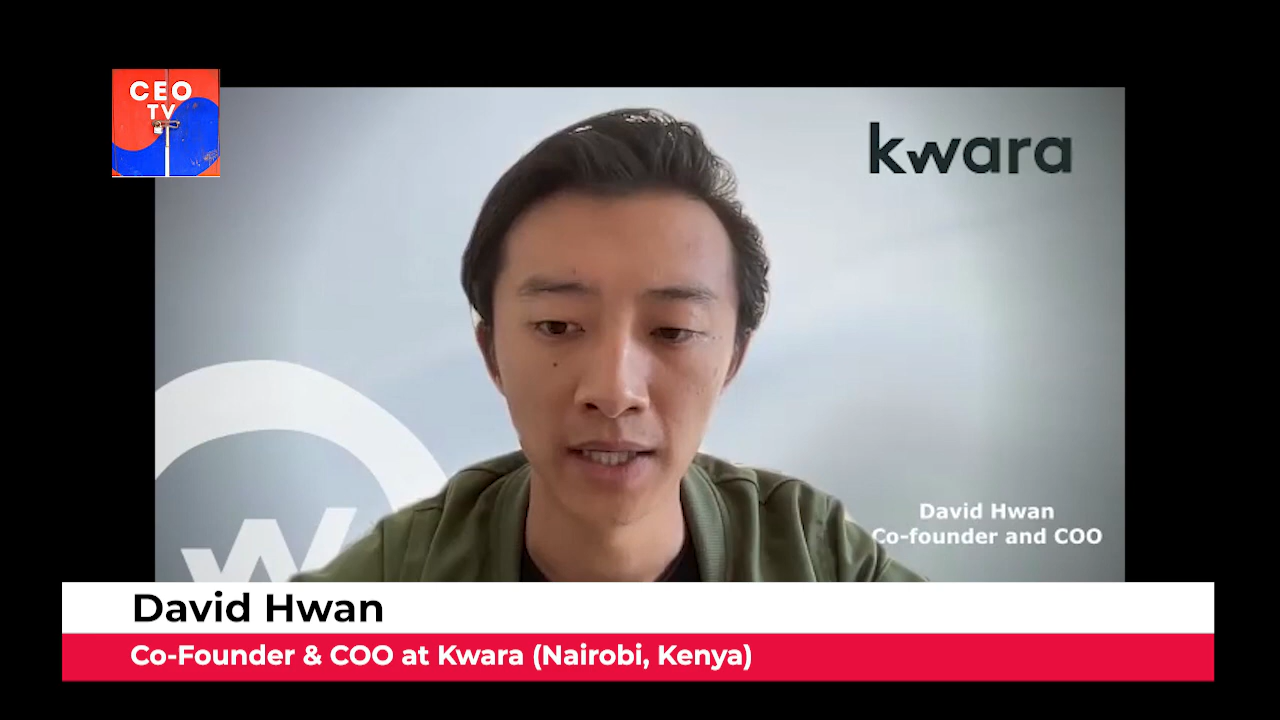 CEO
TV
kwara
w
David Hwan
Co-founder and COO
David Hwan
Co-Founder & COO at Kwara (Nairobi, Kenya)